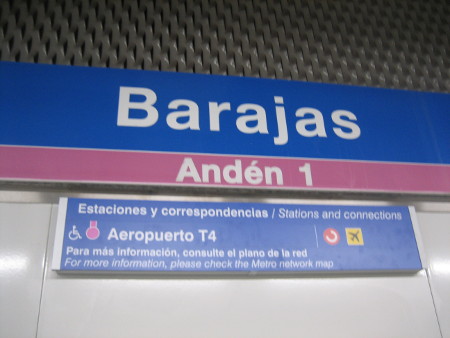 Barajas
Andén 1
Estaciones y correspondencias / Stations and connections
Aeropuerto T4
Para más información, consulte el plano de la red
For more information, please check the Metro network map